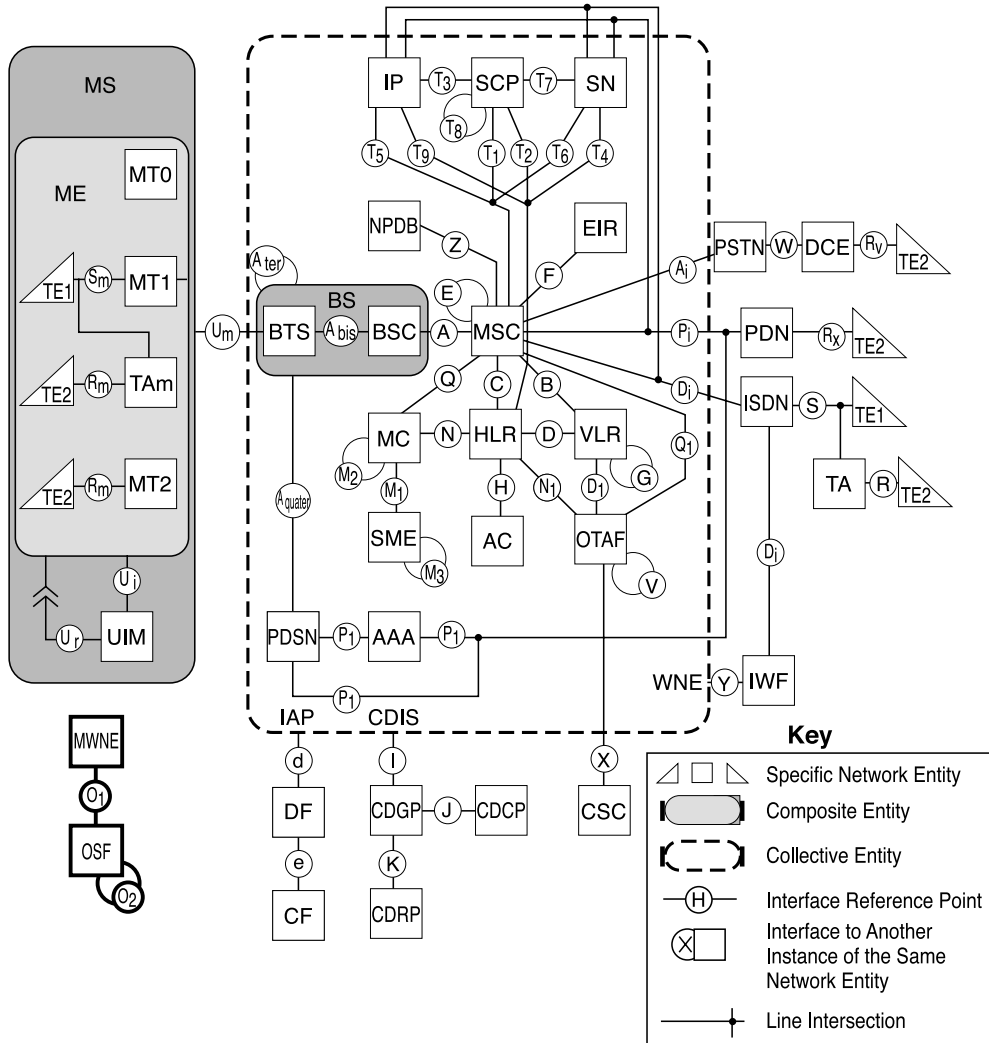 IP T3 SCP T7 SN
T8
T5 T9 T1 T2 T6 T4
MS
ME
MT0
TE1 Sm MT1
TE2 Rm TAm
TE2 Rm MT2
Ui
Ur UIM
Um
NPDB
Z
EIR
F
Ai
PSTN W DCE Rv TE2
A ter
BS
BTS A bis BSC A MSC
E
Pi
PDN Rx TE2
Di
ISDN S TE1
TA R TE2
Q C B
MC N HLR D VLR Q1
M2 M1 H N1 D1 G
SME AC OTAF
M3 V
A quater
Di
PDSN P1 AAA P1
P1
WNE Y IWF
IAP CDIS
d I X
DF CDGP J CDCP CSC
e K
CF CDRP
MWNE
O1
OSF
O2
Key
Specific Network Entity
Composite Entity
Collective Entity
H Interface Reference Point
X Interface to Another
Instance of the Same
Network Entity
Line Intersection